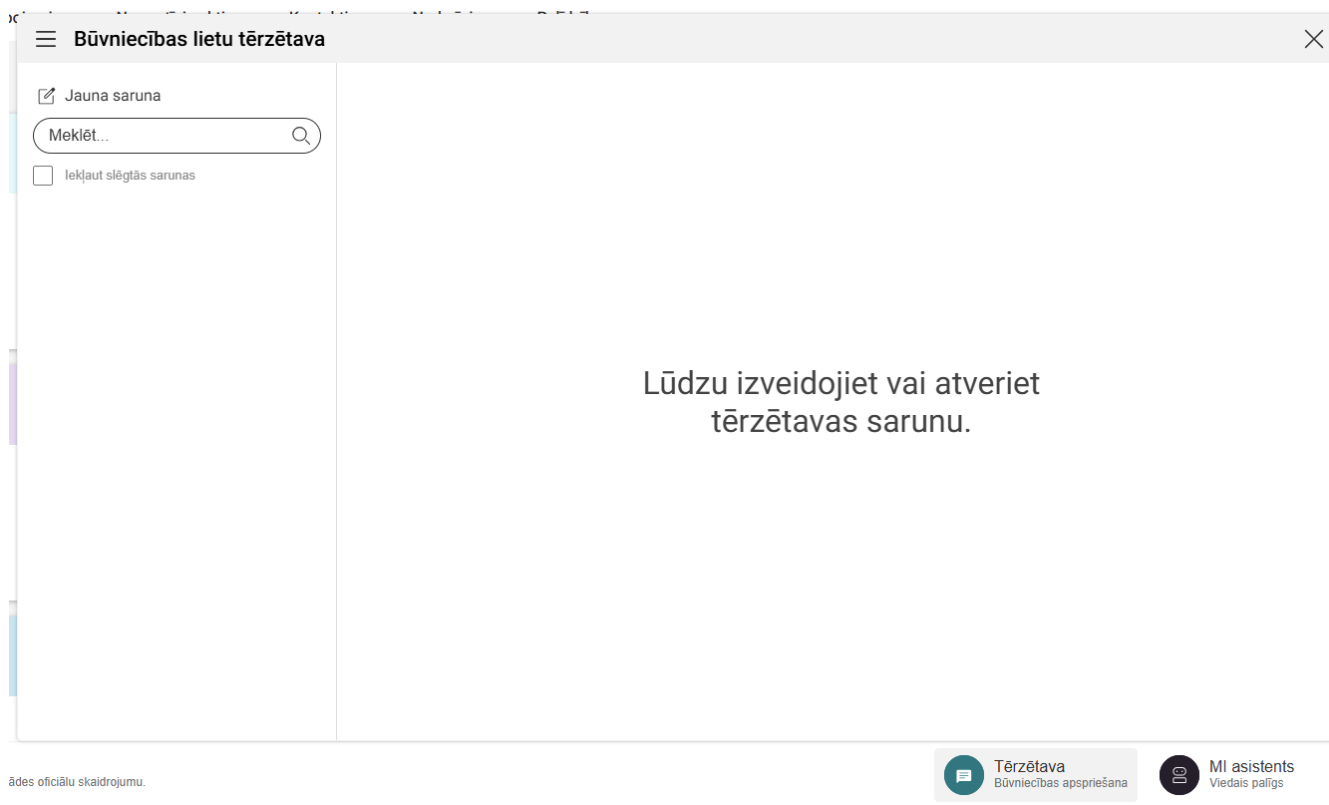 Būvniecības lietu tērzētava
Jauna saruna
Meklēt...
Iekļaut slēgtās sarunas
Lūdzu izveidojiet vai atveriet
tērzētavas sarunu.
oficiālu skaidrojumu.
Tērzētava
Būvniecības apspriešana
MI asistents
Viedais palīgs